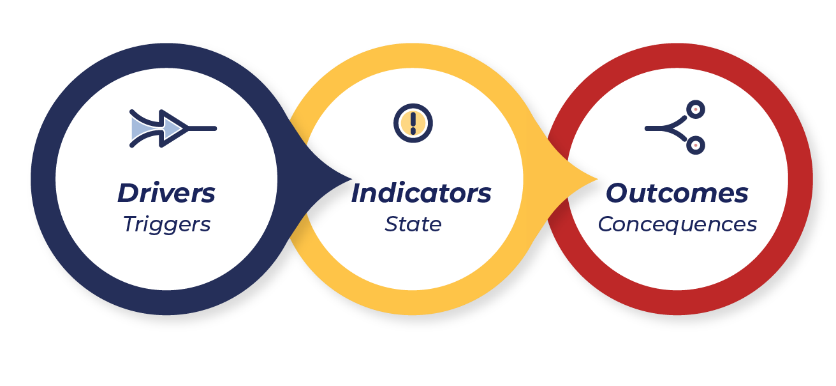 Drivers
Triggers
Indicators
State
Outcomes
Concequences